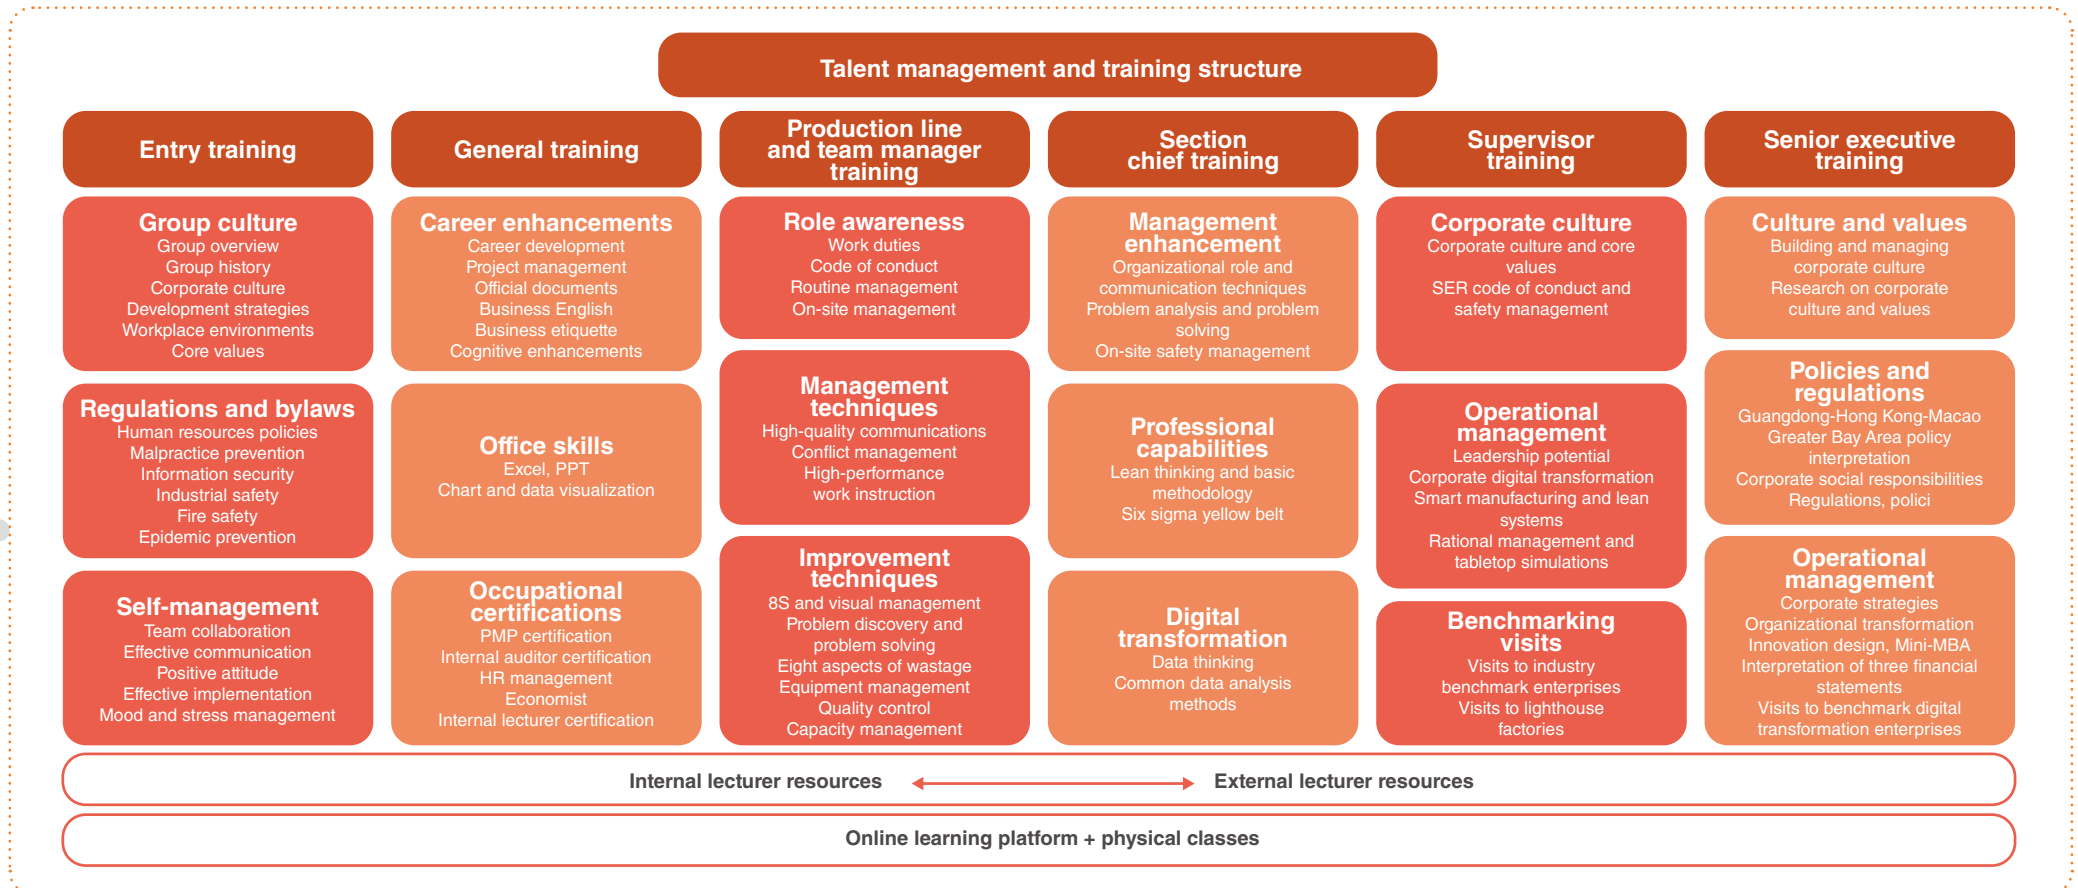 Talent management and training structure
Entry training
Group culture
Group overview
Group history
Corporate culture
Development strategies
Workplace environments
Core values
Regulations and bylaws
Human resources policies
Malpractice prevention
Information security
Industrial safety
Fire safety
Epidemic prevention
Self-management
Team collaboration
Effective communication
Positive attitude
Effective implementation
Mood and stress management
General training
Career enhancements
Career development
Project management
Official documents
Business English
Business etiquette
Cognitive enhancements
Office skills
Excel, PPT
Chart and data visualization
Occupational
certifications
PMP certification
Internal auditor certification
HR management
Economist
Internal lecturer certification
Production line
and team manager
training
Role awareness
Work duties
Code of conduct
Routine management
On-site management
Management
techniques
High-quality communications
Conflict management
High-performance
work instruction
Improvement
techniques
8S and visual management
Problem discovery and
problem solving
Eight aspects of wastage
Equipment management
Quality control
Capacity management
Section
chief training
Management
enhancement
Organizational role and
communication techniques
Problem analysis and problem
solving
On-site safety management
Professional
capabilities
Lean thinking and basic
methodology
Six sigma yellow belt
Digital
transformation
Data thinking
Common data analysis
methods
Supervisor
training
Corporate culture
Corporate culture and core
values
SER code of conduct and
safety management
Operational
management
Leadership potential
Corporate digital transformation
Smart manufacturing and lean
systems
Rational management and
tabletop simulations
Benchmarking
visits
Visits to industry
benchmark enterprises
Visits to lighthouse
factories
Senior executive
training
Culture and values
Building and managing
corporate culture
Research on corporate
culture and values
Policies and
regulations
Guangdong-Hong Kong-Macao
Greater Bay Area policy
interpretation
Corporate social responsibilities
Regulations, polici
Operational
management
Corporate strategies
Organizational transformation
Innovation design, Mini-MBA
Interpretation of three financial
statements
Visits to benchmark digital
transformation enterprises
Internal lecturer resources
External lecturer resources
Online learning platform + physical classes